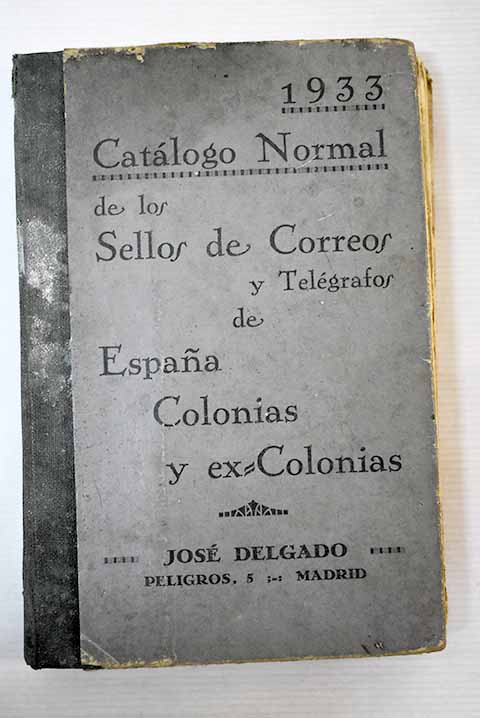 1933
Catálogo Normal
de los
Sellos de Correos
y Telégrafos
de
España
Colonias
y ex-Colonias
JOSÉ DELGADO
PELIGROS, 5 :-: MADRID